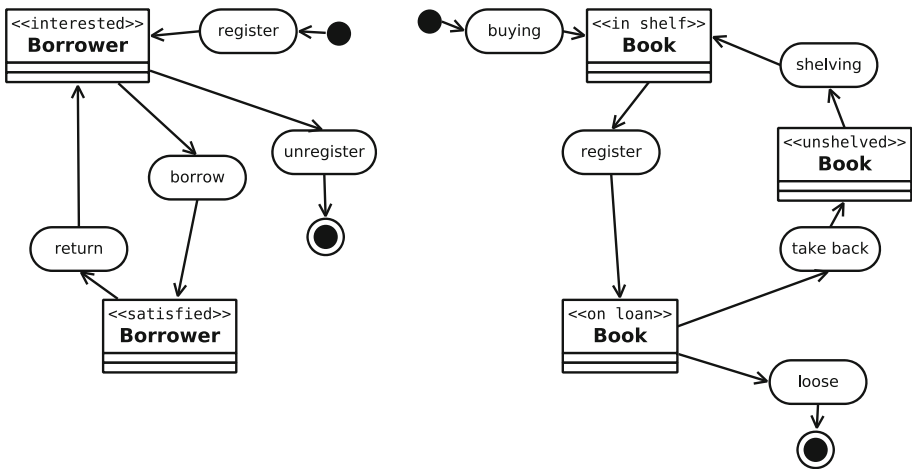 <<interested>>
Borrower
register
unregister
borrow
return
<<satisfied>>
Borrower
buying
<<in shelf>>
Book
shelving
register
<<unshelved>>
Book
take back
<<on loan>>
Book
loose